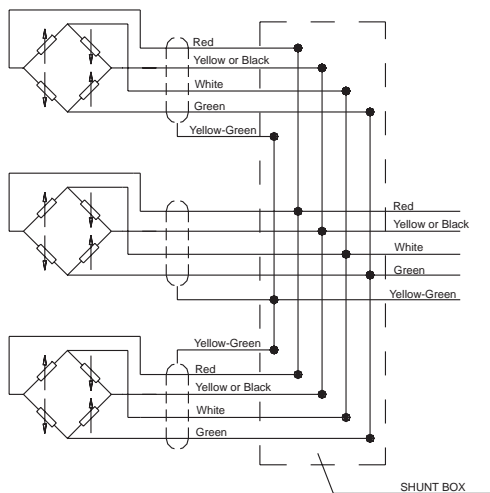 Red
Yellow or Black
White
Green
Yellow-Green
Red
Yellow or Black
White
Green
Yellow-Green
Yellow-Green
Red
Yellow or Black
White
Green
SHUNT BOX